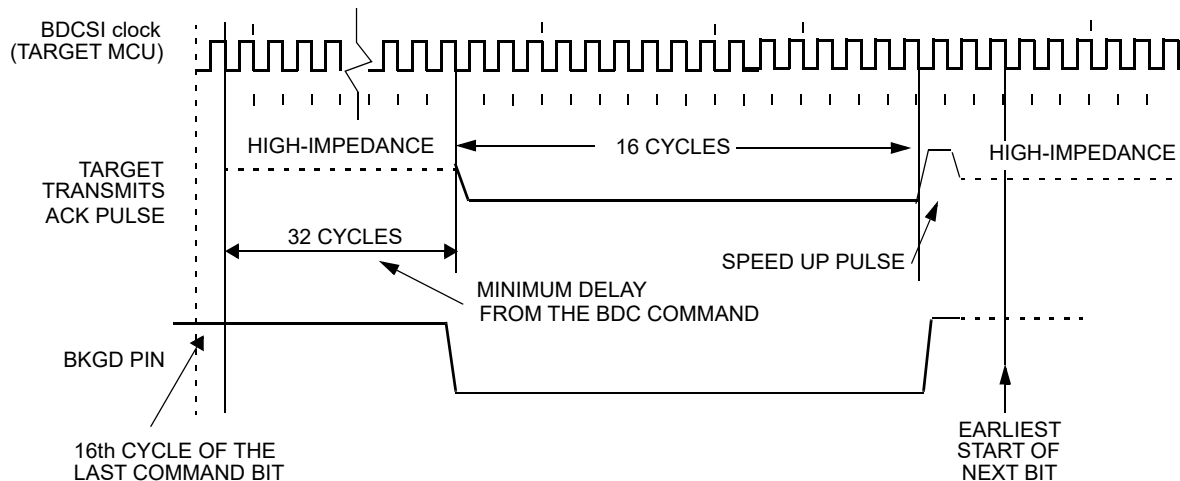 BDCSI clock
(TARGET MCU)
HIGH-IMPEDANCE
16 CYCLES
HIGH-IMPEDANCE
TARGET
TRANSMITS
ACK PULSE
32 CYCLES
SPEED UP PULSE
MINIMUM DELAY
FROM THE BDC COMMAND
BKGD PIN
16th CYCLE OF THE
LAST COMMAND BIT
EARLIEST
START OF
NEXT BIT